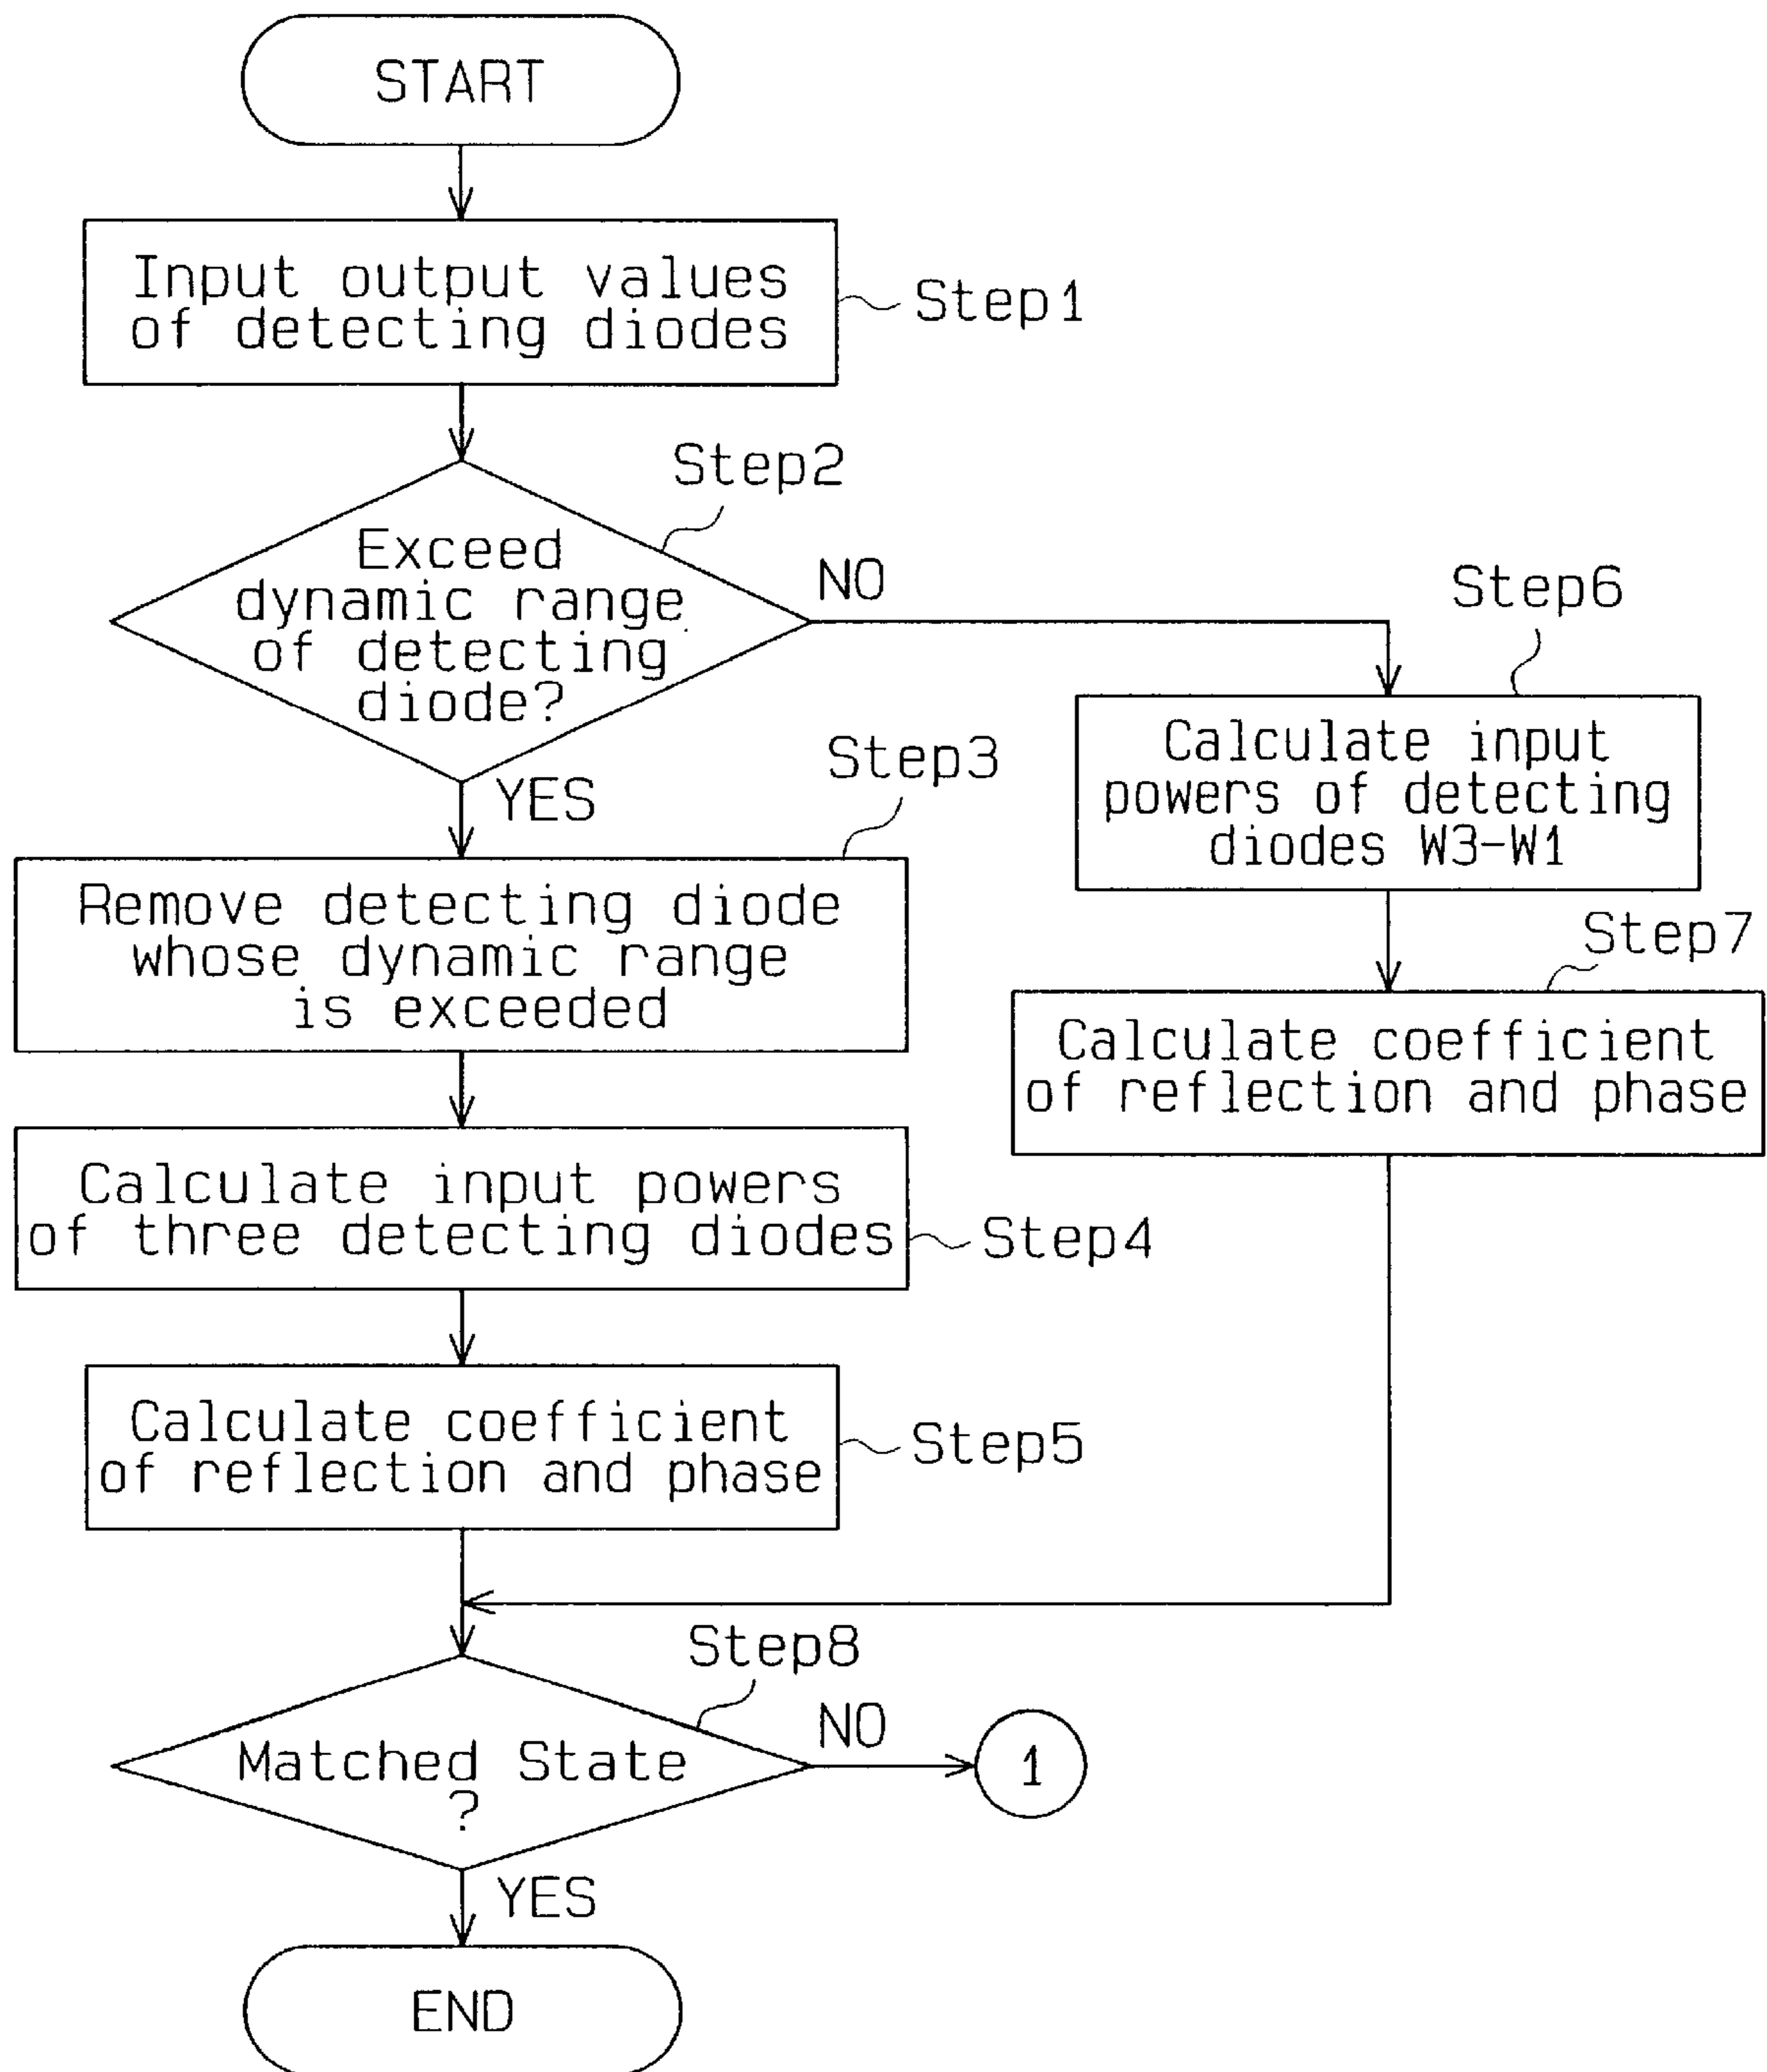 START
Input output values
of detecting diodes
Step1
Step2
Exceed
dynamic range
of detecting
diode?
NO
YES
Step3
Remove detecting diode
whose dynamic range
is exceeded
Calculate input powers
of three detecting diodes
Step4
Calculate coefficient
of reflection and phase
Step5
Step6
Calculate input
powers of detecting
diodes W3-W1
Step7
Calculate coefficient
of reflection and phase
Step8
Matched State
?
NO
1
YES
END